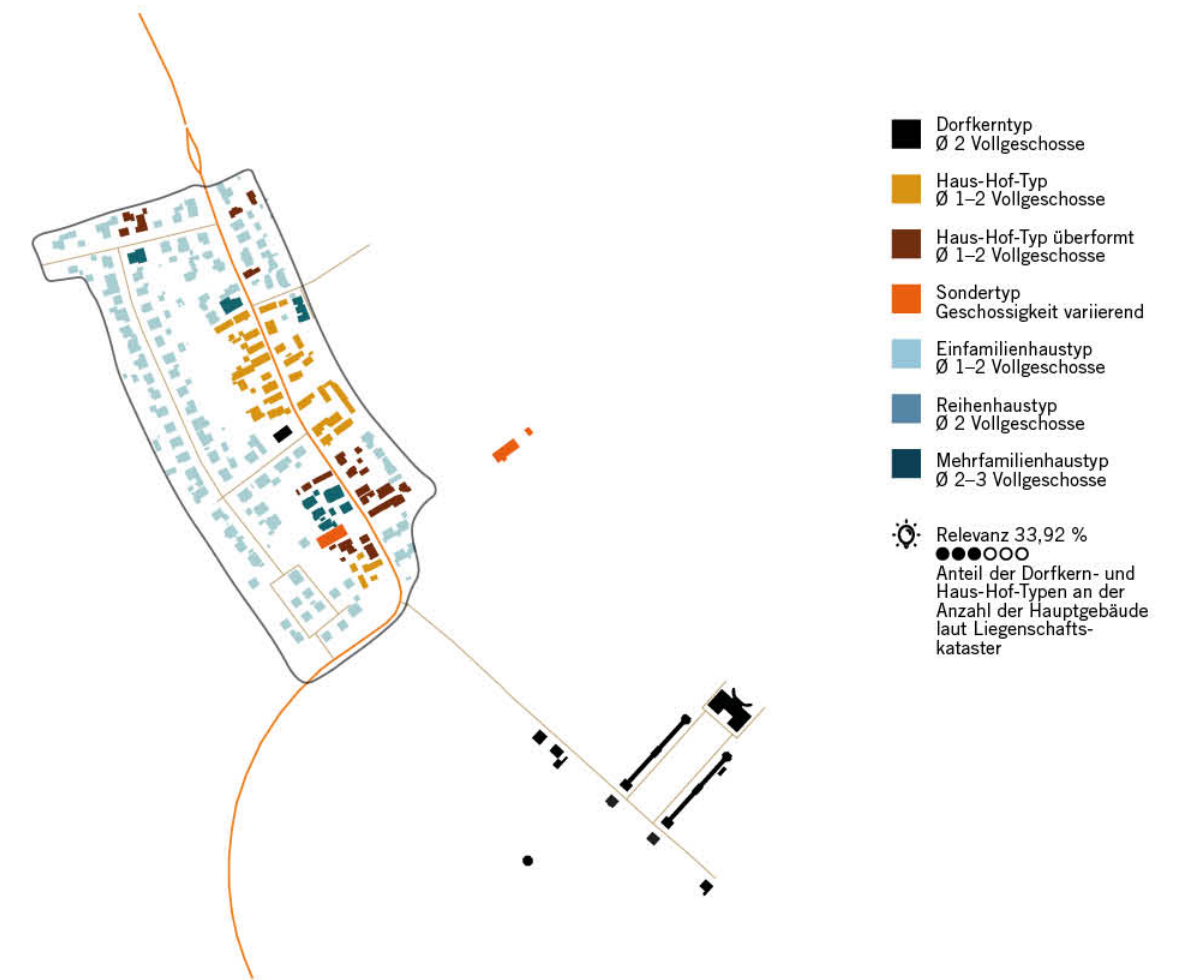 Dorfkerntyp
Ø 2 Vollgeschosse
Haus-Hof-Typ
Ø 1–2 Vollgeschosse
Haus-Hof-Typ überformt
Ø 1–2 Vollgeschosse
Sondertyp
Geschossigkeit variierend
Einfamilienhaustyp
Ø 1–2 Vollgeschosse
Reihenhaustyp
Ø 2 Vollgeschosse
Mehrfamilienhaustyp
Ø 2–3 Vollgeschosse
Relevanz 33,92 %
Anteil der Dorfkern- und
Haus-Hof-Typen an der
Anzahl der Hauptgebäude
laut Liegenschafts-
kataster